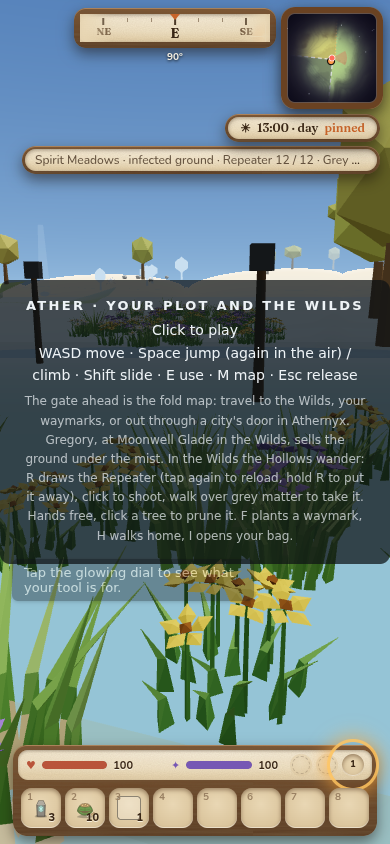 NE E SE
90°
13:00 · day pinned
Spirit Meadows · infected ground · Repeater 12 / 12 · Grey ...
ATHER · YOUR PLOT AND THE WILDS
Click to play
WASD move · Space jump (again in the air) /
climb · Shift slide · E use · M map · Esc release
The gate ahead is the fold map: travel to the Wilds, your
waymarks, or out through a city's door in Athernyx.
Gregory, at Moonwell Glade in the Wilds, sells the
ground under the mist. In the Wilds the Hollows wander:
R draws the Repeater (tap again to reload, hold R to put
it away), click to shoot, walk over grey matter to take it.
Hands free, click a tree to prune it. F plants a waymark,
H walks home, I opens your bag.
Tap the glowing dial to see what
your tool is for.
100 100 1
1 2 3 4 5 6 7 8
3 10 1